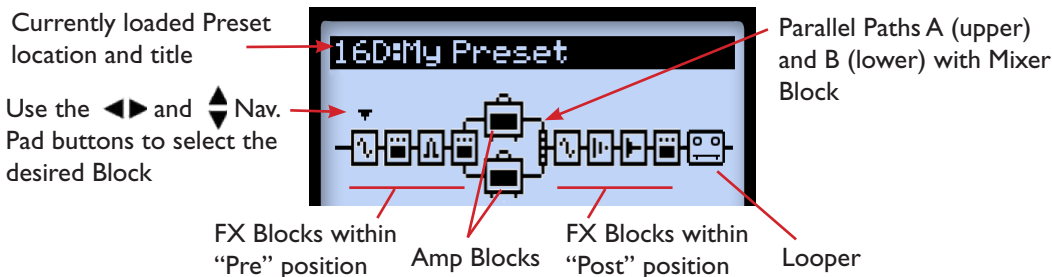 Currently loaded Preset
location and title
Use the ◀▶ and ▲▼ Nav.
Pad buttons to select the
desired Block
16D:My Preset
Parallel Paths A (upper)
and B (lower) with Mixer
Block
FX Blocks within
“Pre” position
Amp Blocks
FX Blocks within
“Post” position
Looper